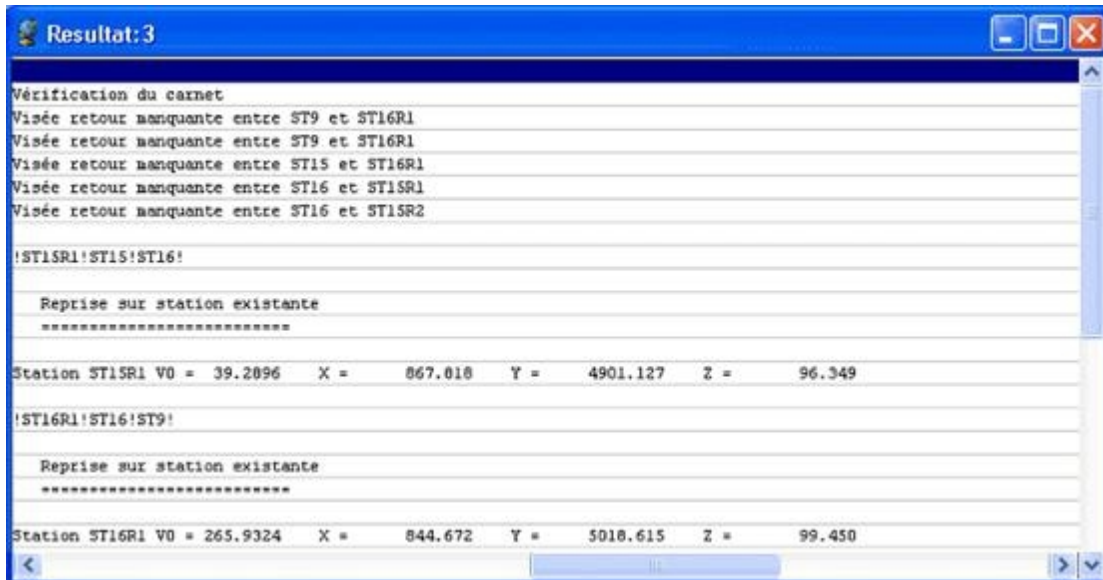 Resultat:3
Vérification du carnet
Visée retour manquante entre ST9 et ST16R1
Visée retour manquante entre ST9 et ST16R1
Visée retour manquante entre ST15 et ST16R1
Visée retour manquante entre ST16 et ST15R1
Visée retour manquante entre ST16 et ST15R2
!ST15R1!ST15!ST16!
Reprise sur station existante
==========================
Station ST15R1 V0 = 39.2896 X = 867.818 Y = 4901.127 Z = 96.349
!ST16R1!ST16!ST9!
Reprise sur station existante
==========================
Station ST16R1 V0 = 265.9324 X = 844.672 Y = 5018.615 Z = 99.450